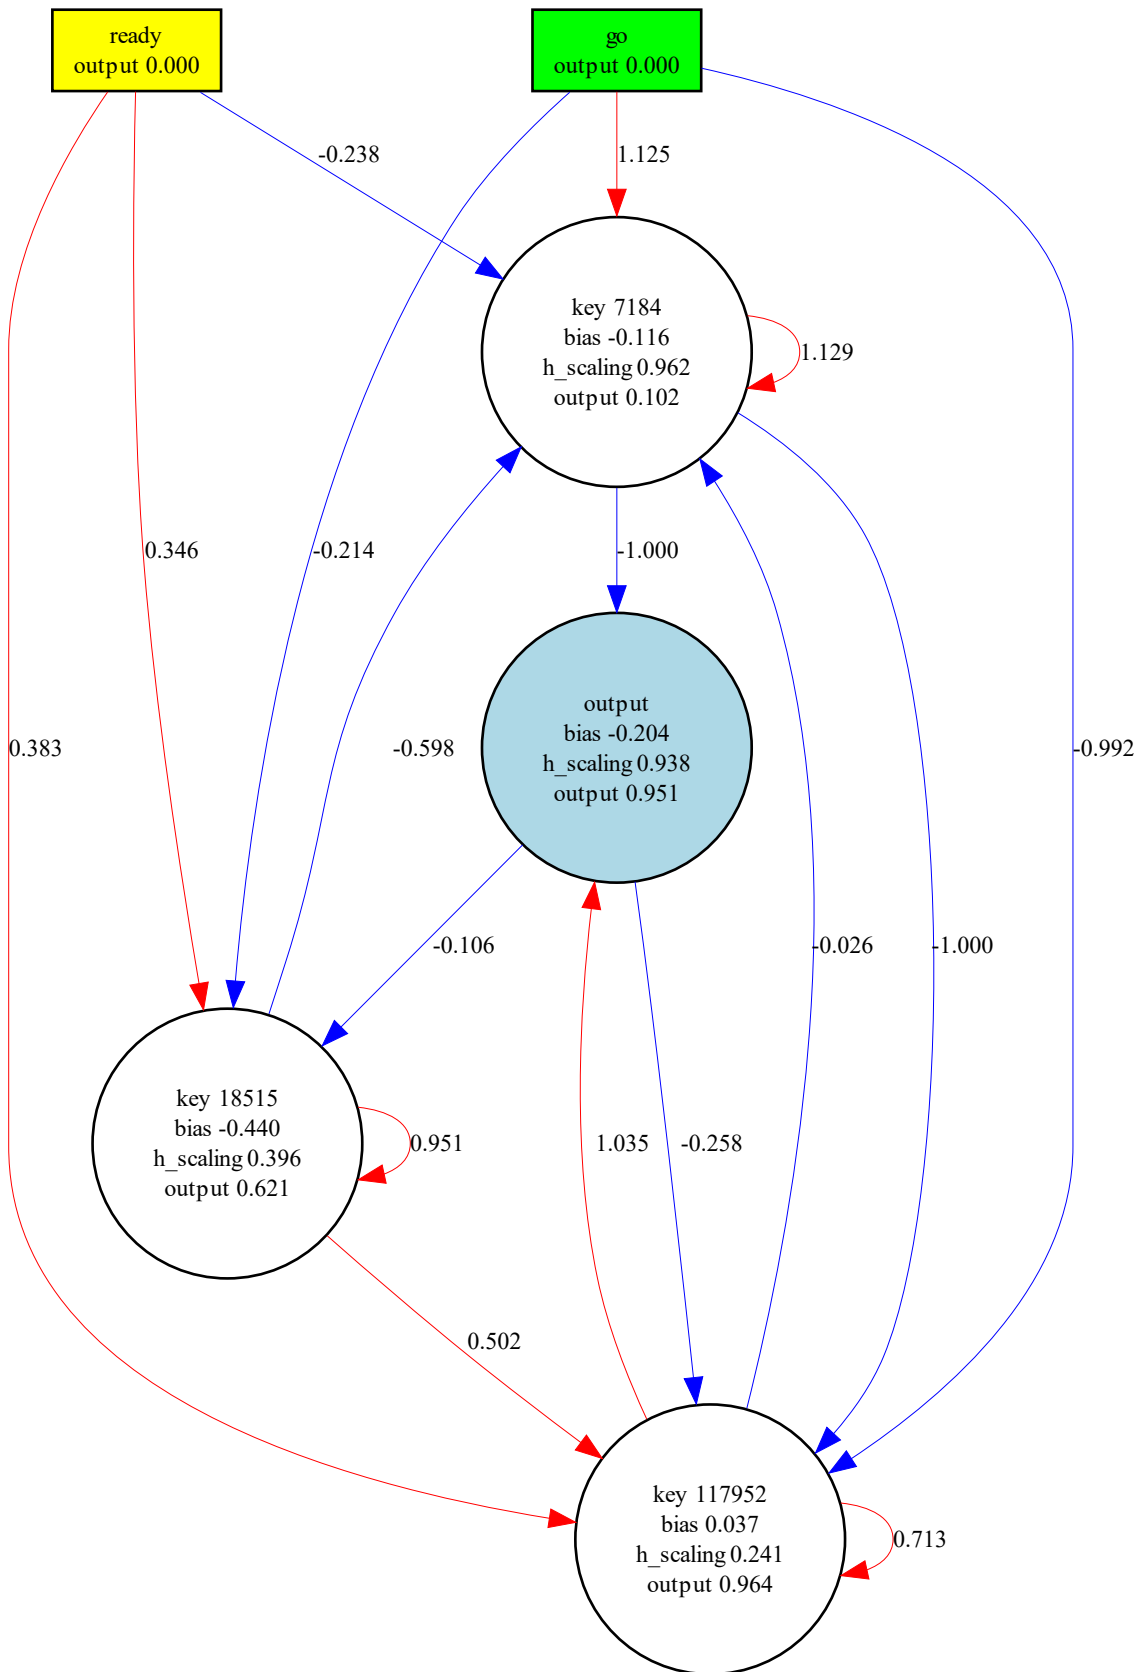 ready
output 0.000
go
output 0.000
-0.238
1.125
key 7184
bias -0.116
h_scaling 0.962
output 0.102
1.129
0.346
-0.214
-1.000
output
bias -0.204
h_scaling 0.938
output 0.951
0.383
-0.598
-0.992
-0.106
-0.026
-1.000
key 18515
bias -0.440
h_scaling 0.396
output 0.621
0.951
1.035
-0.258
0.502
key 117952
bias 0.037
h_scaling 0.241
output 0.964
0.713